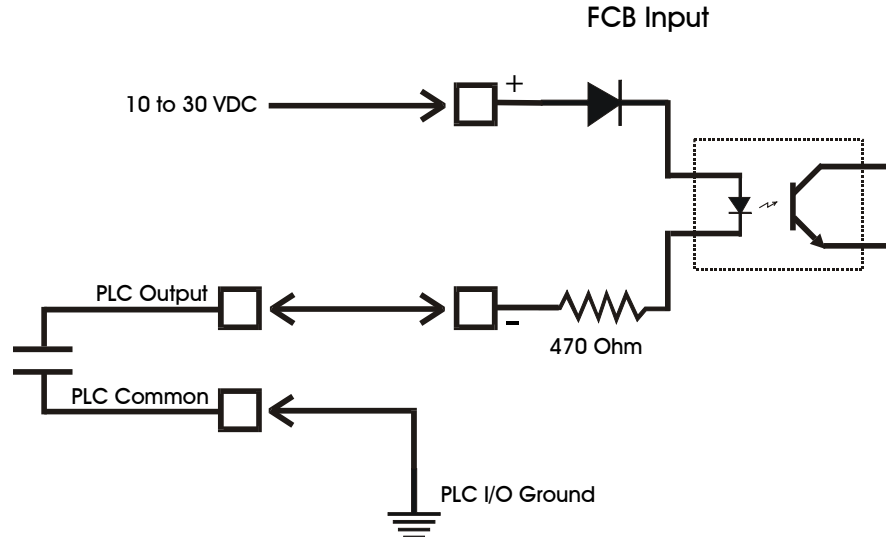 FCB Input
10 to 30 VDC
+
PLC Output
-
470 Ohm
PLC Common
PLC I/O Ground